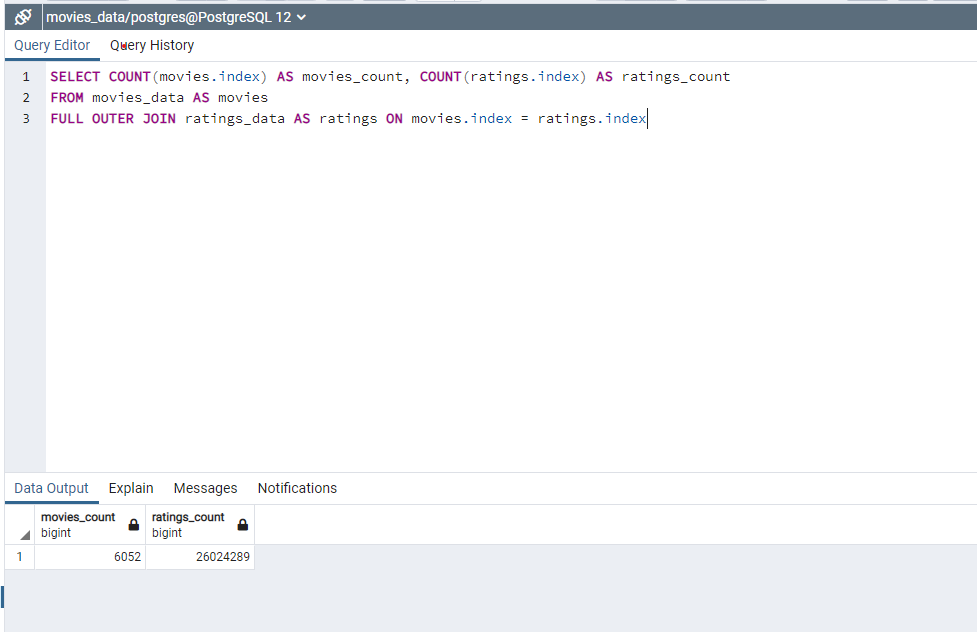 movies_data/postgres@PostgreSQL 12
Query Editor Query History
1 SELECT COUNT(movies.index) AS movies_count, COUNT(ratings.index) AS ratings_count
2 FROM movies_data AS movies
3 FULL OUTER JOIN ratings_data AS ratings ON movies.index = ratings.index
Data Output Explain Messages Notifications
movies_count ratings_count
bigint bigint
1 6052 26024289